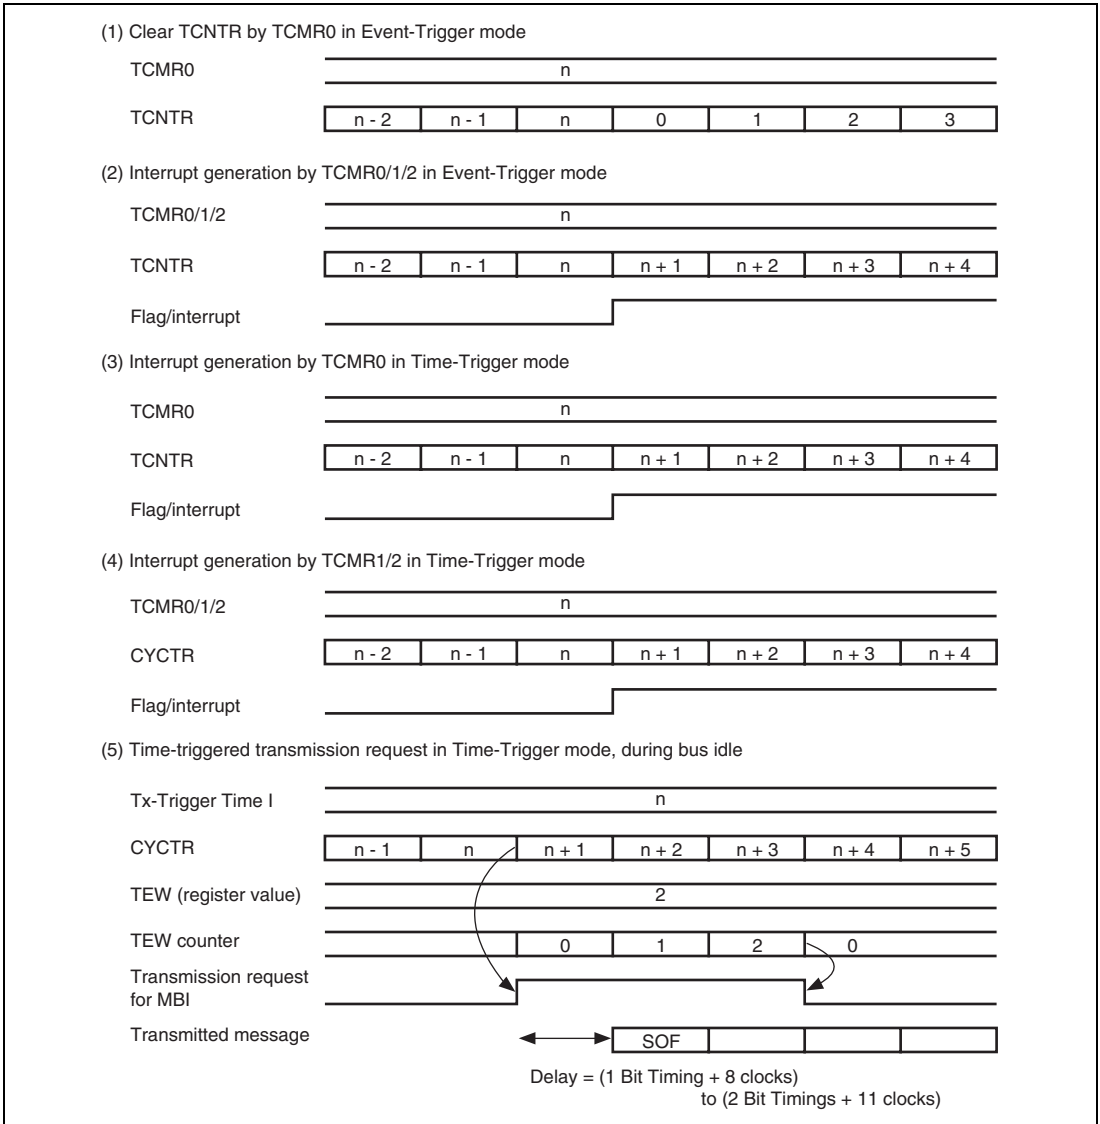 (1) Clear TCNTR by TCMR0 in Event-Trigger mode
TCMR0 n
TCNTR n - 2 n - 1 n 0 1 2 3
(2) Interrupt generation by TCMR0/1/2 in Event-Trigger mode
TCMR0/1/2 n
TCNTR n - 2 n - 1 n n + 1 n + 2 n + 3 n + 4
Flag/interrupt
(3) Interrupt generation by TCMR0 in Time-Trigger mode
TCMR0 n
TCNTR n - 2 n - 1 n n + 1 n + 2 n + 3 n + 4
Flag/interrupt
(4) Interrupt generation by TCMR1/2 in Time-Trigger mode
TCMR0/1/2 n
CYCTR n - 2 n - 1 n n + 1 n + 2 n + 3 n + 4
Flag/interrupt
(5) Time-triggered transmission request in Time-Trigger mode, during bus idle
Tx-Trigger Time I n
CYCTR n - 1 n n + 1 n + 2 n + 3 n + 4 n + 5
TEW (register value) 2
TEW counter 0 1 2 0
Transmission request
for MBI
Transmitted message SOF
Delay = (1 Bit Timing + 8 clocks)
to (2 Bit Timings + 11 clocks)